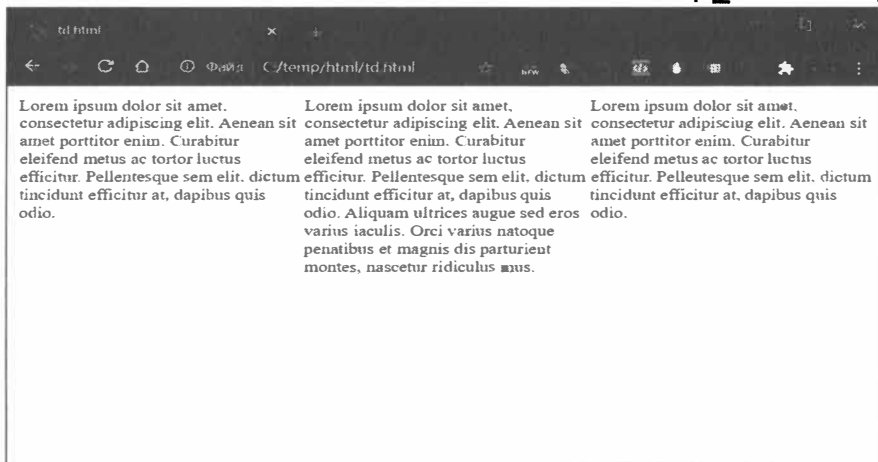 td.html
Файл C:/temp/html/td.html
Lorem ipsum dolor sit amet,
consectetur adipiscing elit. Aenean sit
amet porttitor enim. Curabitur
eleifend metus ac tortor luctus
efficitur. Pellentesque sem elit, dictum
tincidunt efficitur at, dapibus quis
odio.
Lorem ipsum dolor sit amet,
consectetur adipiscing elit. Aenean sit
amet porttitor enim. Curabitur
eleifend metus ac tortor luctus
efficitur. Pellentesque sem elit, dictum
tincidunt efficitur at, dapibus quis
odio. Aliquam ultrices augue sed eros
varius iaculis. Orci varius natoque
penatibus et magnis dis parturient
montes, nascetur ridiculus mus.
Lorem ipsum dolor sit amet,
consectetur adipiscing elit. Aenean sit
amet porttitor enim. Curabitur
eleifend metus ac tortor luctus
efficitur. Pellentesque sem elit, dictum
tincidunt efficitur at, dapibus quis
odio.